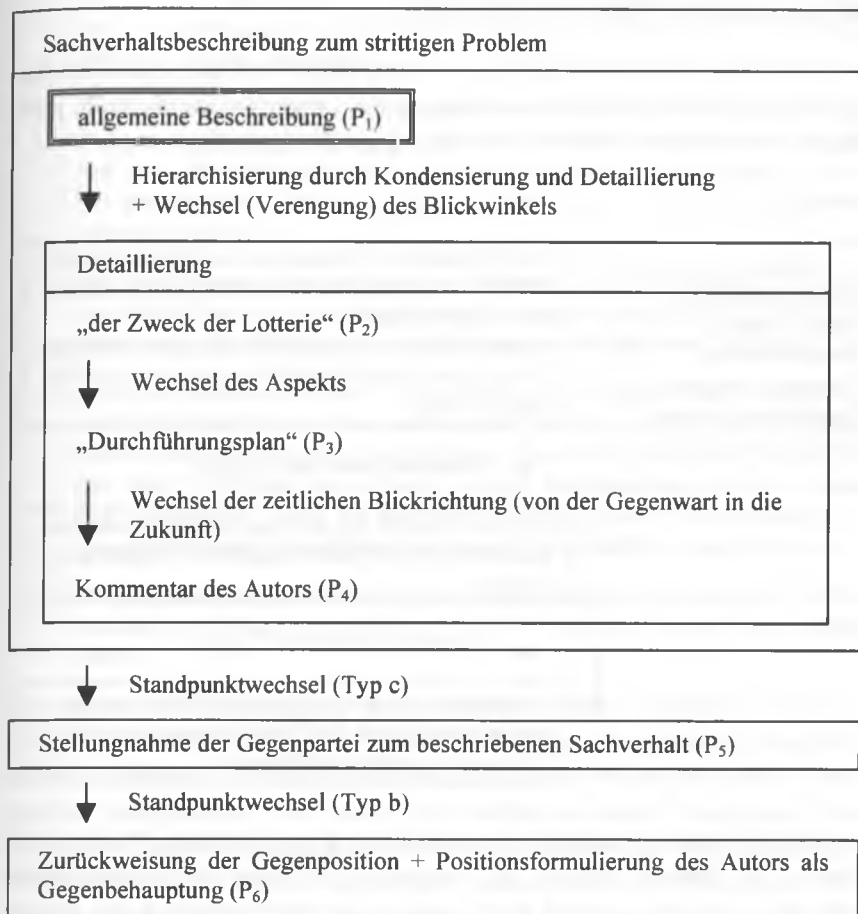 Sachverhaltsbeschreibung zum strittigen Problem
allgemeine Beschreibung (P₁)
Hierarchisierung durch Kondensierung und Detaillierung
+ Wechsel (Verengung) des Blickwinkels
Detaillierung
„der Zweck der Lotterie“ (P₂)
Wechsel des Aspekts
„Durchführungsplan“ (P₃)
Wechsel der zeitlichen Blickrichtung (von der Gegenwart in die
Zukunft)
Kommentar des Autors (P₄)
Standpunktwechsel (Typ c)
Stellungnahme der Gegenpartei zum beschriebenen Sachverhalt (P₅)
Standpunktwechsel (Typ b)
Zurückweisung der Gegenposition + Positionsformulierung des Autors als
Gegenbehauptung (P₆)